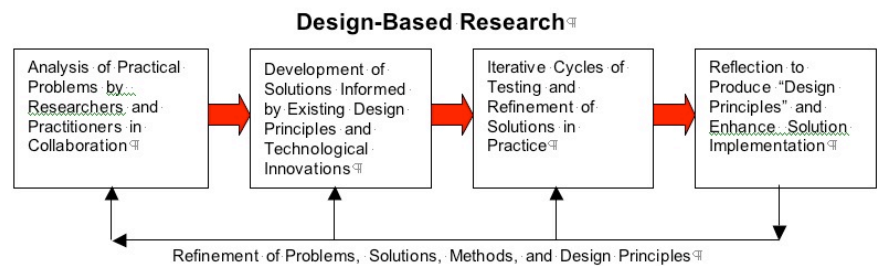 Design-Based Research
Analysis of Practical
Problems by
Researchers and
Practitioners in
Collaboration
Development of
Solutions Informed
by Existing Design
Principles and
Technological
Innovations
Iterative Cycles of
Testing and
Refinement of
Solutions in
Practice
Reflection to
Produce “Design
Principles” and
Enhance Solution
Implementation
Refinement of Problems, Solutions, Methods, and Design Principles